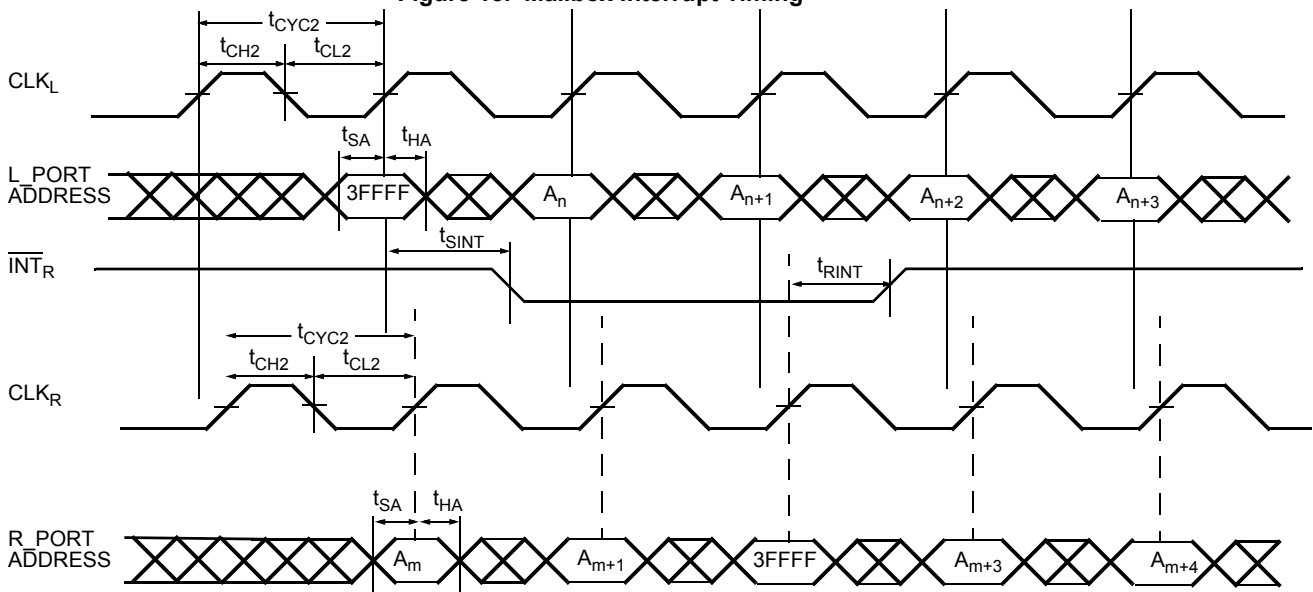 Figure Mailbox Interrupt Timing
tCYC2
tCH2 tCL2
CLKL
tSA tHA
L_PORT
ADDRESS
3FFFF An An+1 An+2 An+3
tSINT
INTR
tRINT
tCYC2
tCH2 tCL2
CLKR
tSA tHA
R_PORT
ADDRESS
Am Am+1 3FFFF Am+3 Am+4